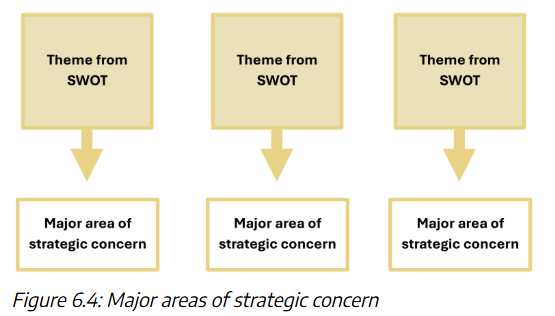 Theme from
SWOT
Theme from
SWOT
Theme from
SWOT
Major area of
strategic concern
Major area of
strategic concern
Major area of
strategic concern
Figure 6.4: Major areas of strategic concern